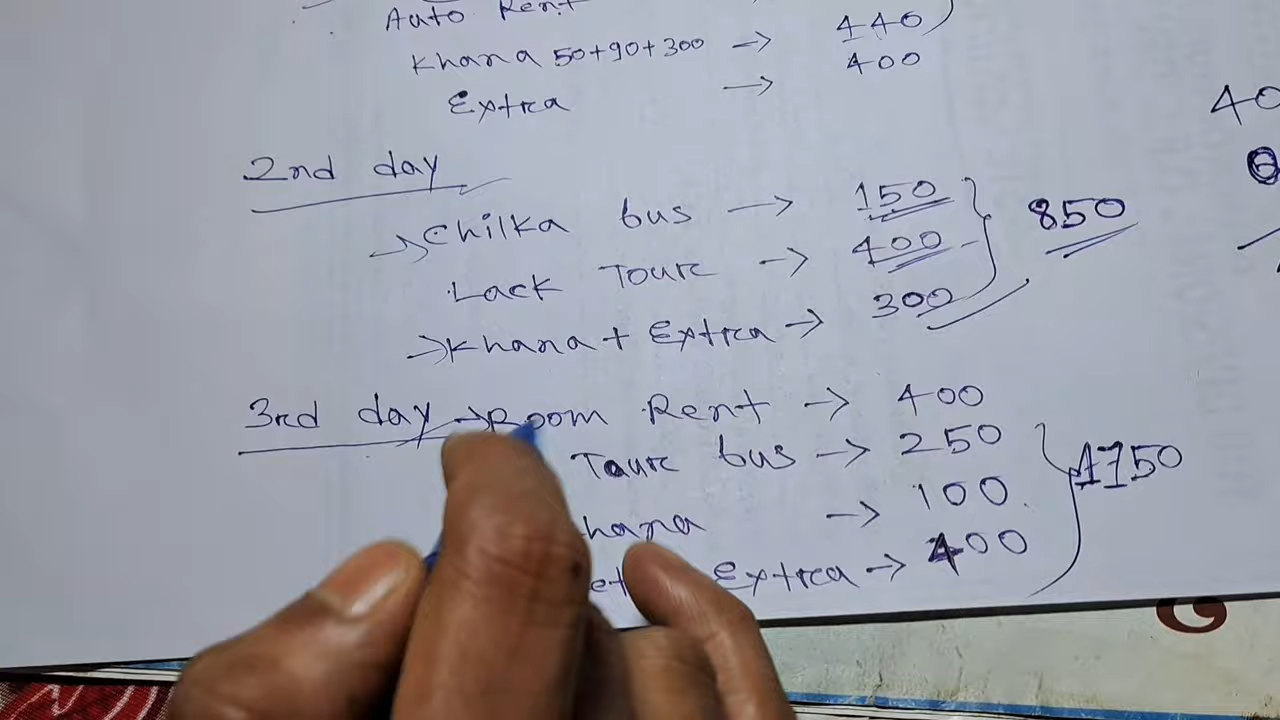 Auto Rent
Khana 50+90+300 → 440
Extra → 400
2nd day
→ Chilka bus → 150
Lack Tour → 400
→ Khana + Extra → 300
850
3rd day → Room Rent → 400
Tour bus → 250
hana → 100
Extra → 400
1150
40